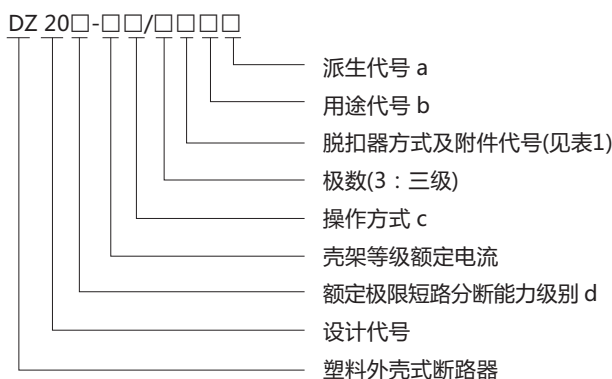 DZ 20□-□□/□□□□
派生代号 a
用途代号 b
脱扣器方式及附件代号(见表1)
极数(3：三级)
操作方式 c
壳架等级额定电流
额定极限短路分断能力级别 d
设计代号
塑料外壳式断路器